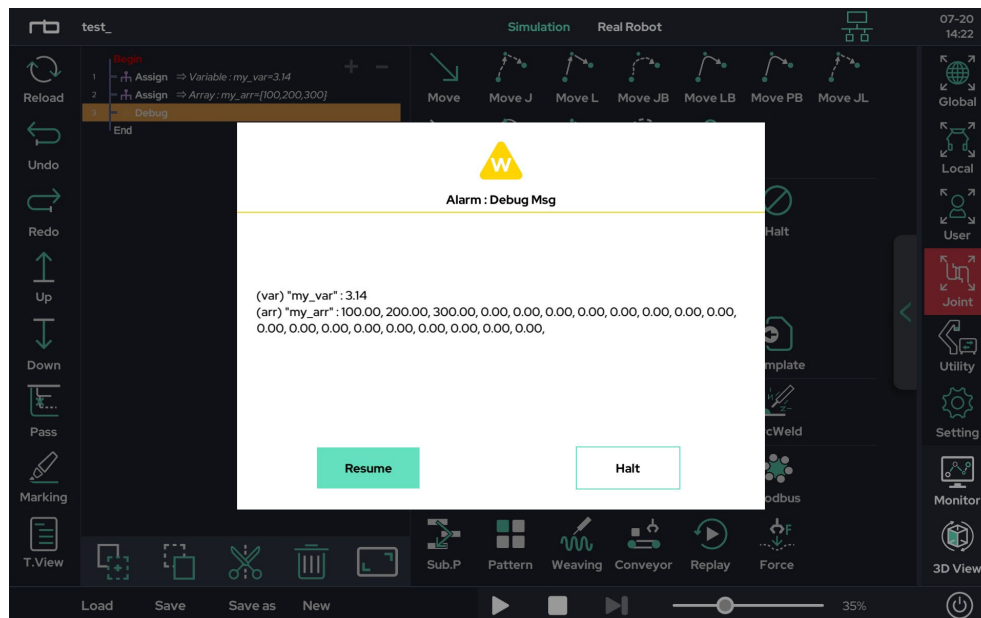 test_
Simulation
Real Robot
07-20
14:22
Reload
Undo
Redo
Up
Down
Pass
Marking
T.View
Begin
1 Assign ⇒ Variable : my_var=3.14
2 Assign ⇒ Array : my_arr={100,200,300}
3 Debug
End
Move
Move J
Move L
Move JB
Move LB
Move PB
Move JL
Halt
W
Alarm : Debug Msg
(var) "my_var" : 3.14
(arr) "my_arr" : 100.00, 200.00, 300.00, 0.00, 0.00, 0.00, 0.00, 0.00, 0.00, 0.00, 0.00,
0.00, 0.00, 0.00, 0.00, 0.00, 0.00, 0.00, 0.00, 0.00,
Resume
Halt
mplate
cWeld
odbus
Sub.P
Pattern
Weaving
Conveyor
Replay
F
Force
Global
Local
User
Joint
Utility
Setting
Monitor
3D View
Load
Save
Save as
New
35%